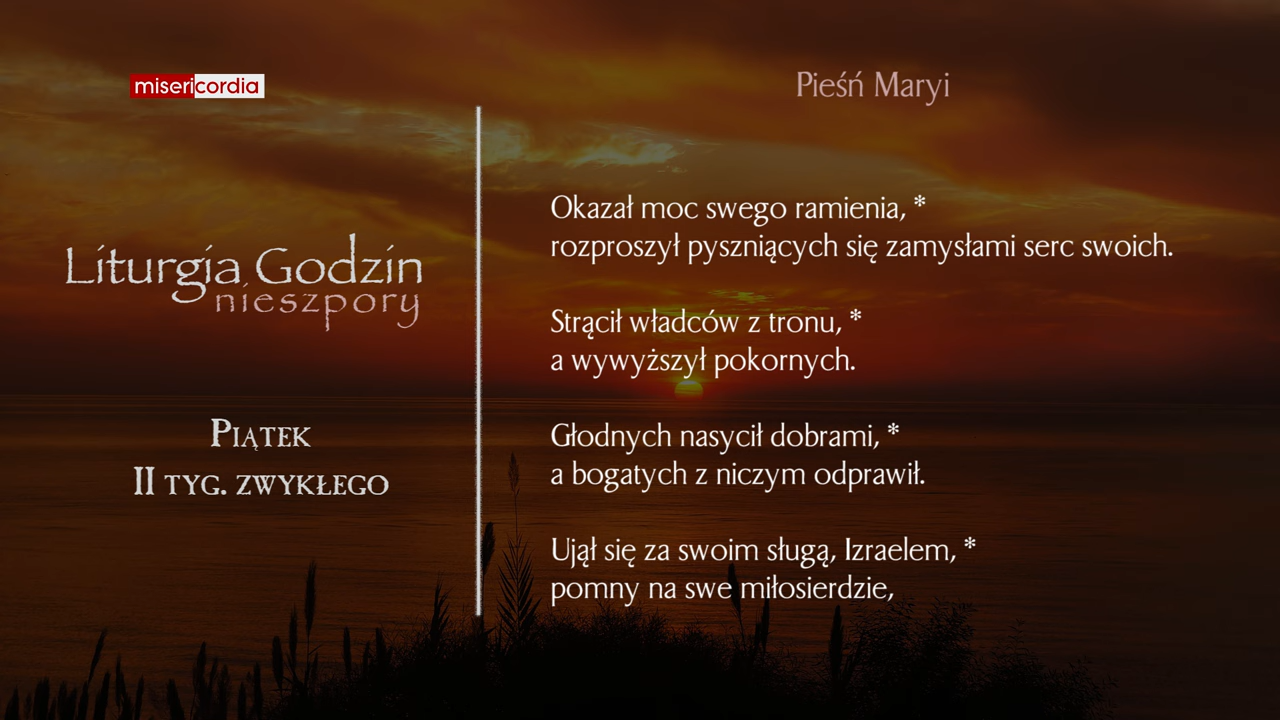 misericordia
Liturgia Godzin
nieszpory
Piątek
II tyg. zwykłego
Pieśń Maryi
Okazał moc swego ramienia, *
rozproszył pyszniących się zamysłami serc swoich.
Strącił władców z tronu, *
a wywyższył pokornych.
Głodnych nasycił dobrami, *
a bogatych z niczym odprawił.
Ujął się za swoim sługą, Izraelem, *
pomny na swe miłosierdzie,